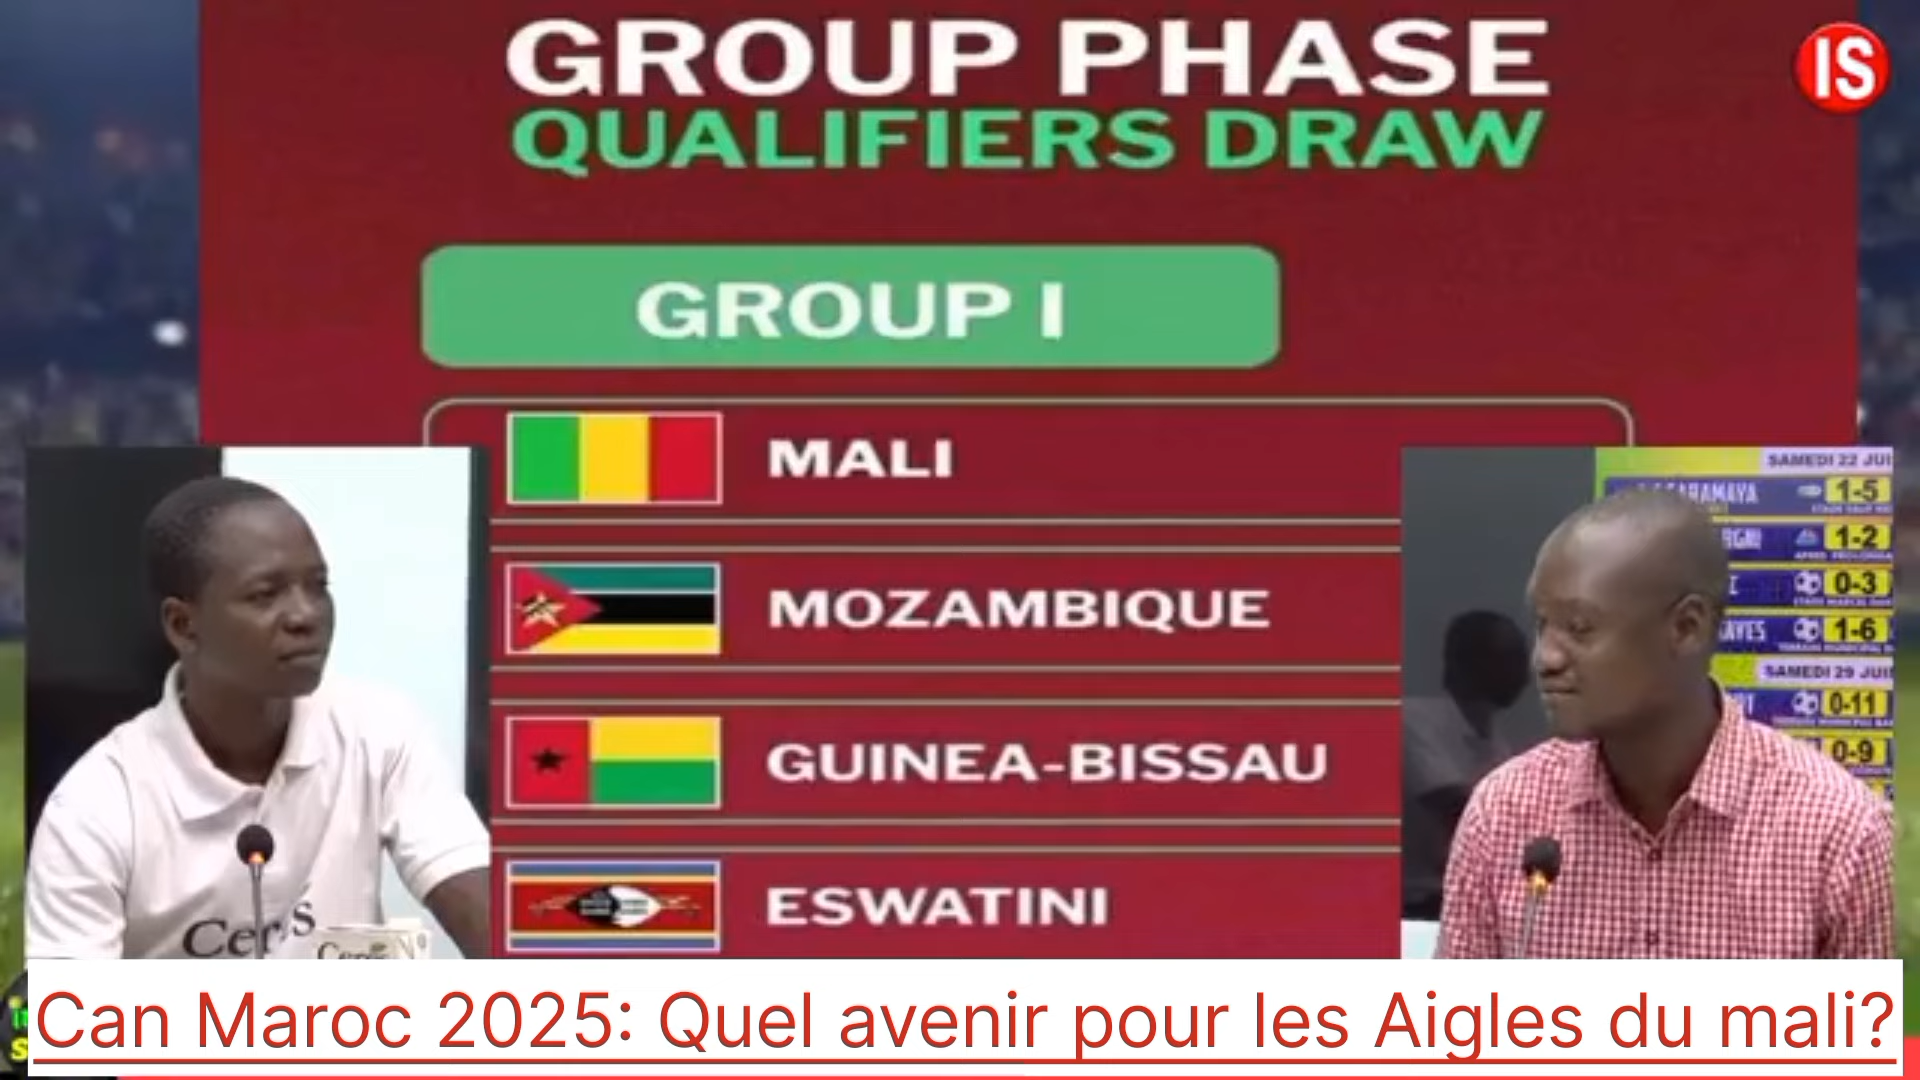 GROUP PHASE
IS
QUALIFIERS DRAW
GROUP I
MALI
SAMEDI 22 JUI
1-5
1-2
MOZAMBIQUE
0-3
1-6
SAMEDI 29 JUI
0-11
GUINEA-BISSAU
0-9
ESWATINI
Can Maroc 2025: Quel avenir pour les Aigles du mali?